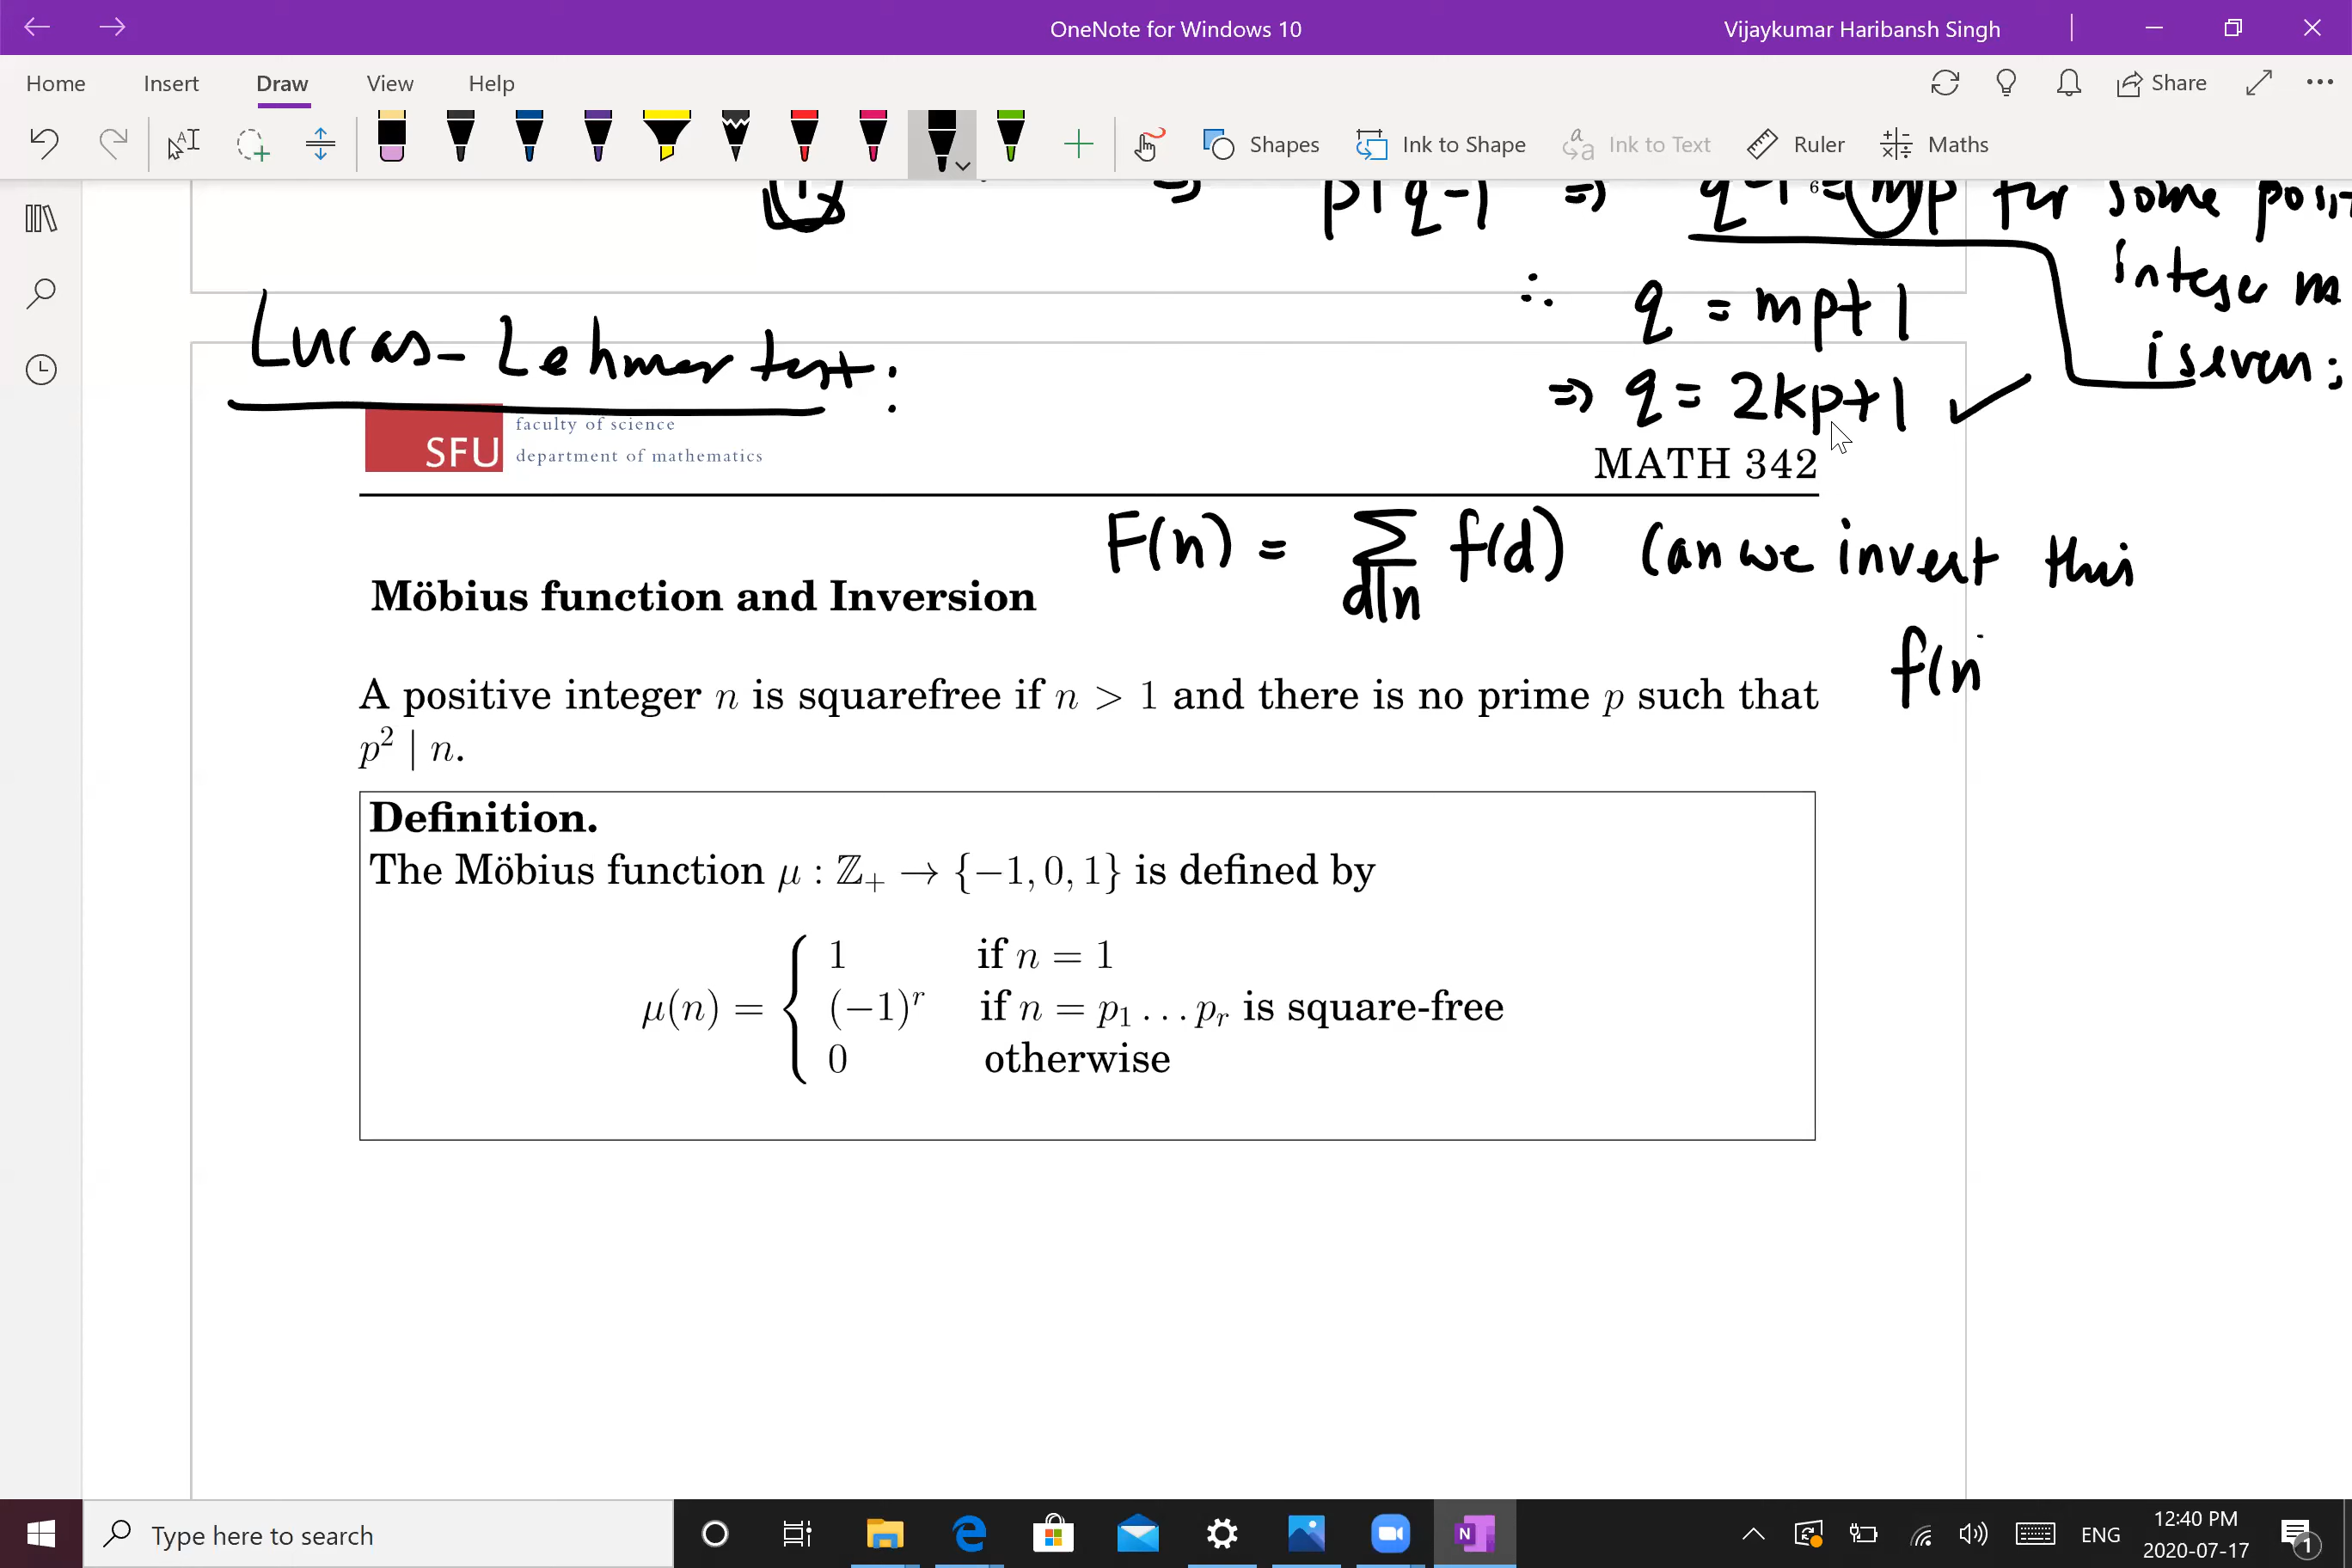 OneNote for Windows 10
Vijaykumar Haribansh Singh
Home Insert Draw View Help
Share
Shapes Ink to Shape Ink to Text Ruler Maths
⇒ p | q-1 ⇒ q-1 = mp for some posit
6
integer m
is even;
∴ q = mp+1
⇒ q = 2kp+1 ✓
Lucas-Lehmer test:
SFU
faculty of science
department of mathematics
MATH 342
F(n) = ∑ f(d) Can we invert this
d|n
f(n
Möbius function and Inversion
A positive integer n is squarefree if n > 1 and there is no prime p such that
p² | n.
Definition.
The Möbius function μ : ℤ₊ → {−1, 0, 1} is defined by
1 if n = 1
μ(n) = { (−1)ʳ if n = p₁ … pᵣ is square-free
0 otherwise
Type here to search
ENG
12:40 PM
2020-07-17
1